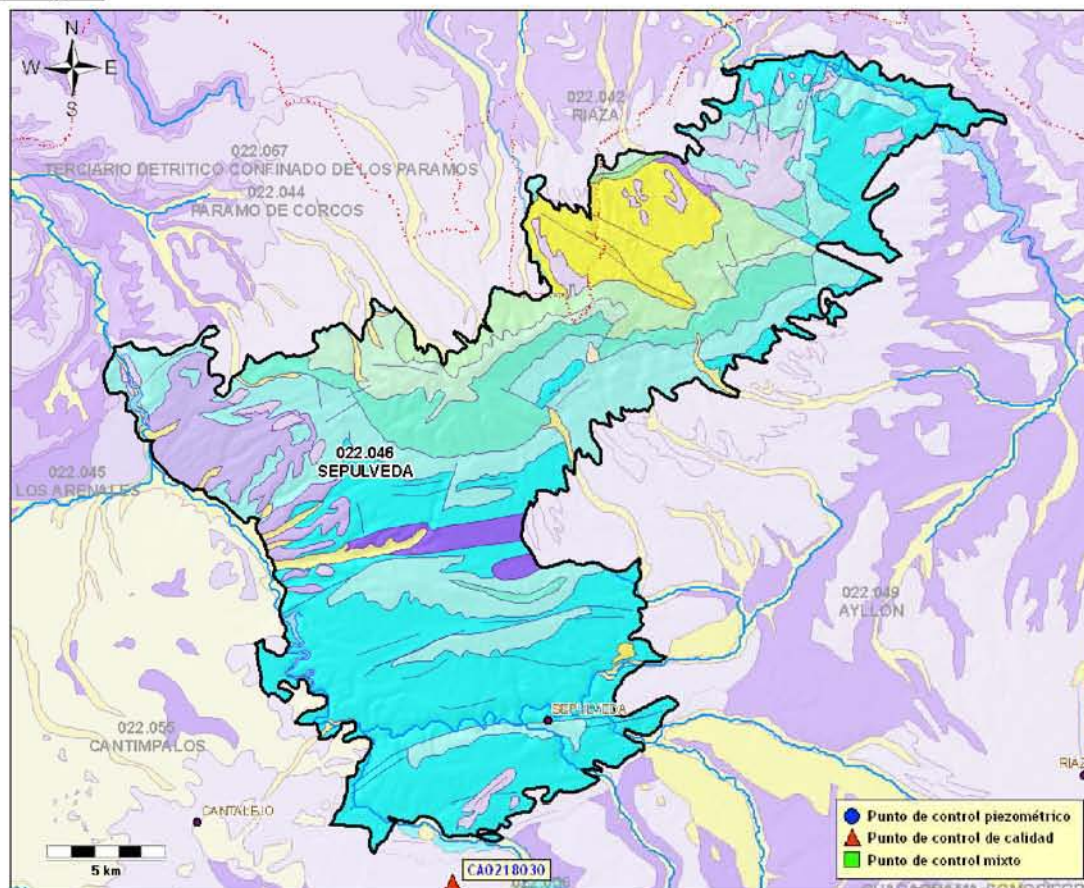 N
W E
S
022.042
RIAZA
022.067
TERCIARIO DETRITICO CONFINADO DE LOS PARAMOS
022.044
PARAMO DE CORCOS
022.046
SEPULVEDA
022.045
LOS ARENALES
022.049
AYLLON
022.055
CANTIMPALOS
SEPULVEDA
CANTALEJO
5 km
CA0218030
Punto de control piezométrico
Punto de control de calidad
Punto de control mixto